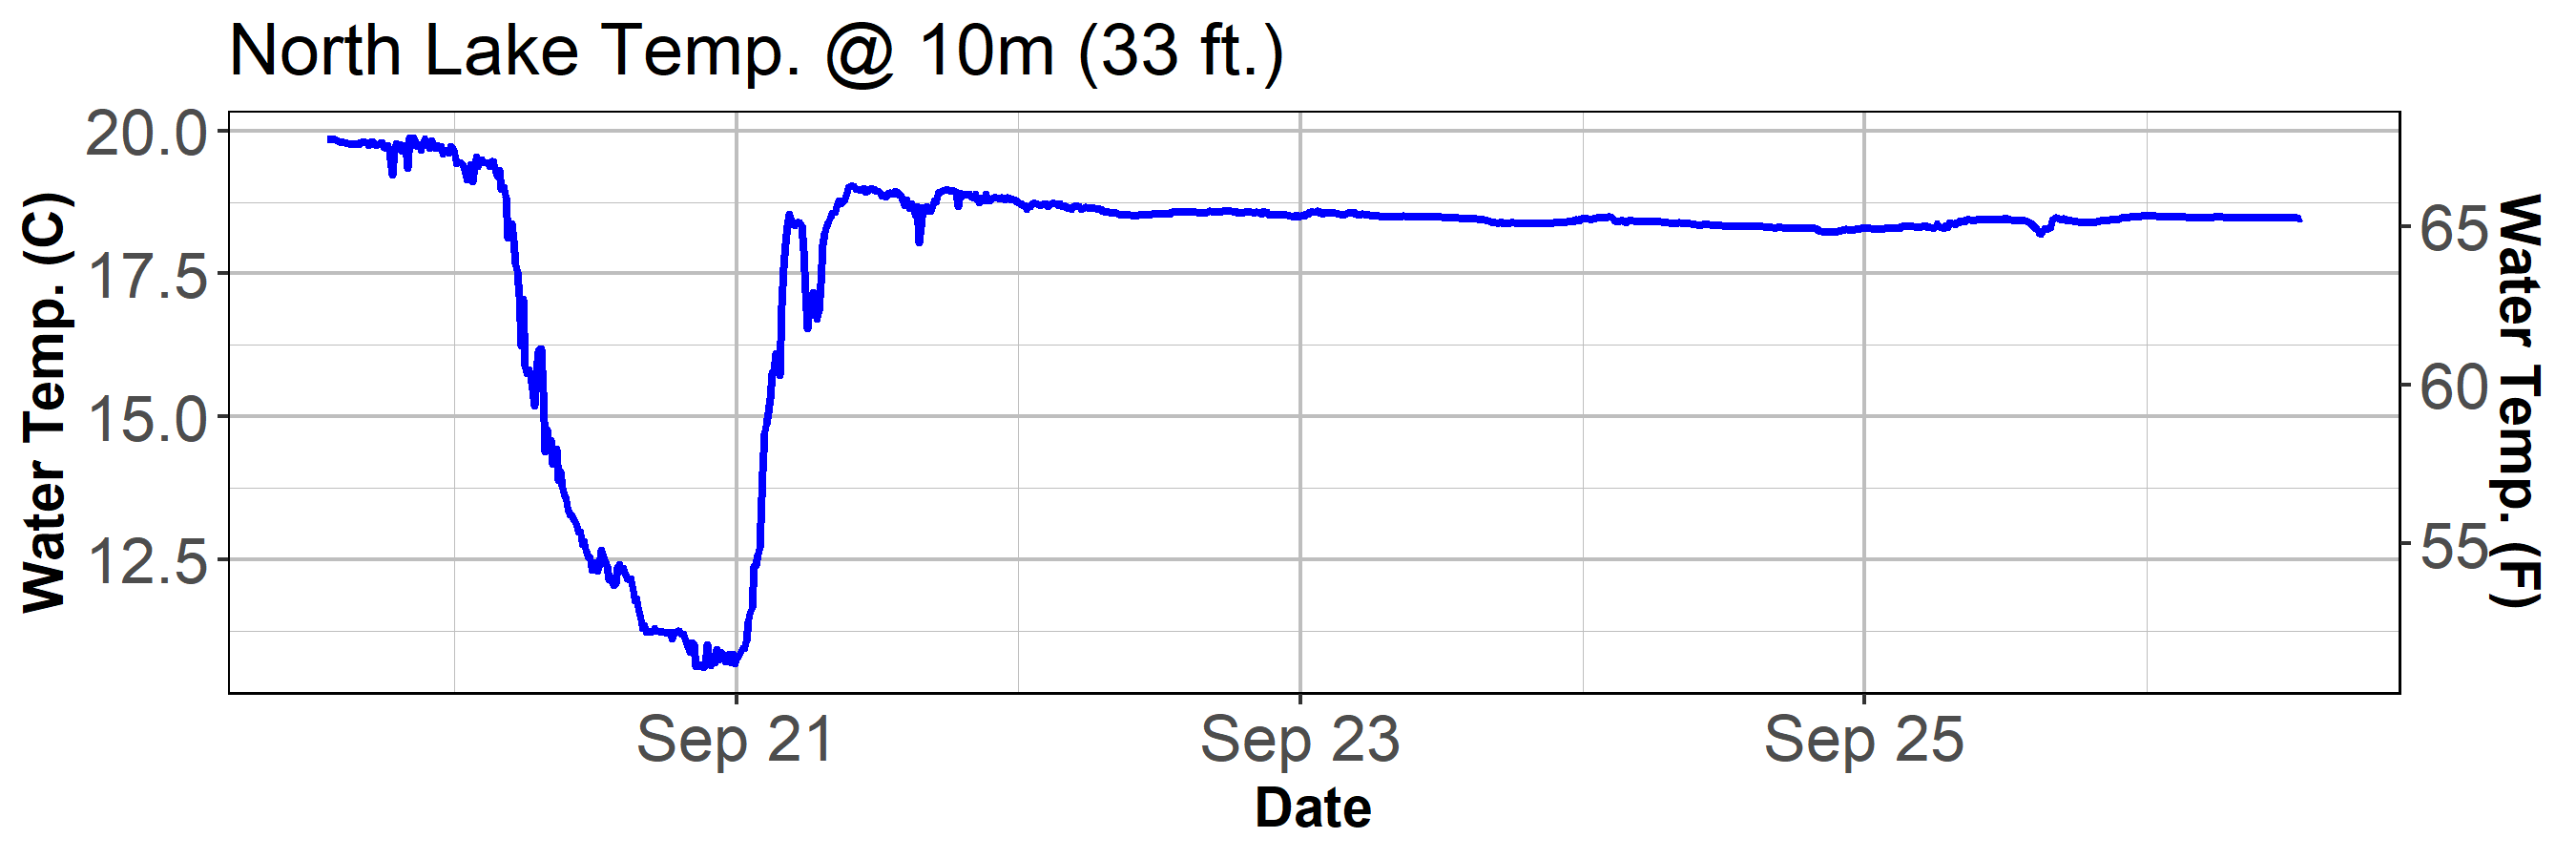 North Lake Temp. @ 10m (33 ft.)
Water Temp. (C)
20.0
17.5
15.0
12.5
65
60
55
Water Temp. (F)
Sep 21
Sep 23
Sep 25
Date